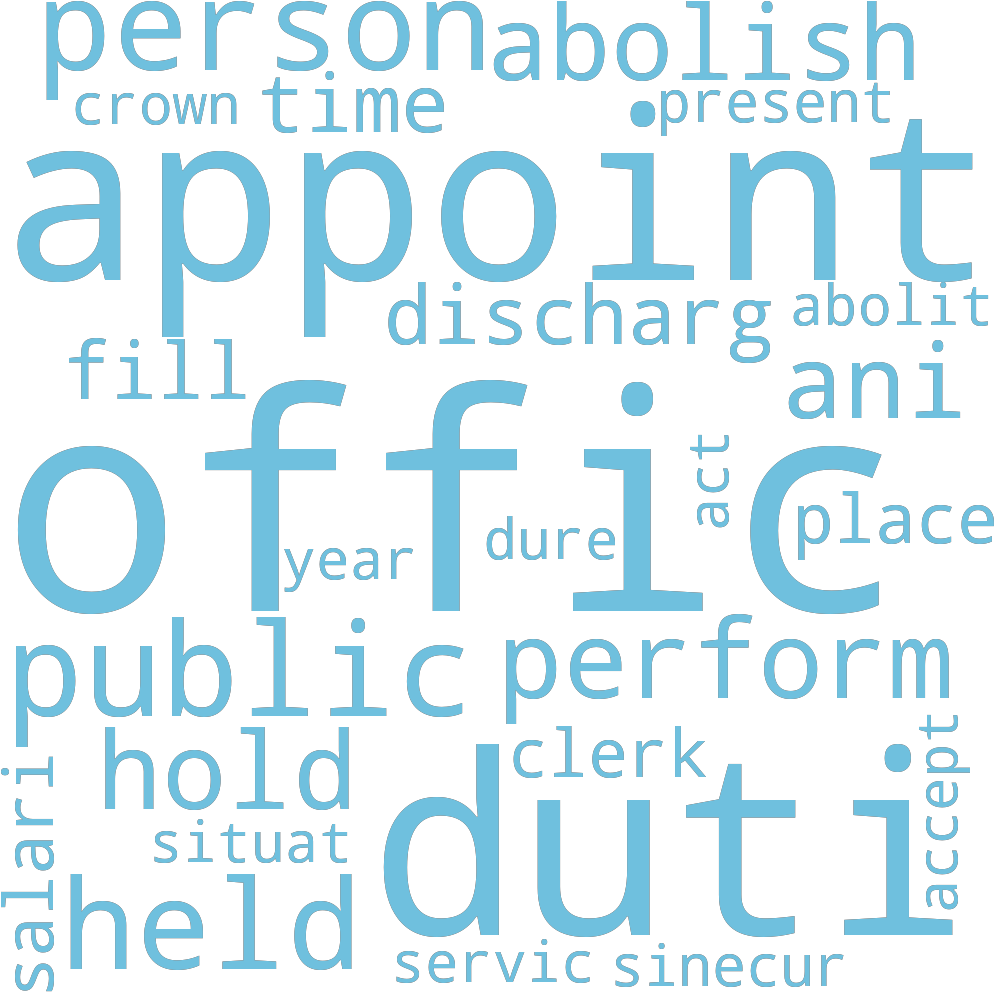 person
abolish
crown
time
present
appoint
discharg
abolit
fill
ani
offic
act
place
year
dure
public
perform
hold
clerk
accept
salari
situat
duti
held
servic
sinecur